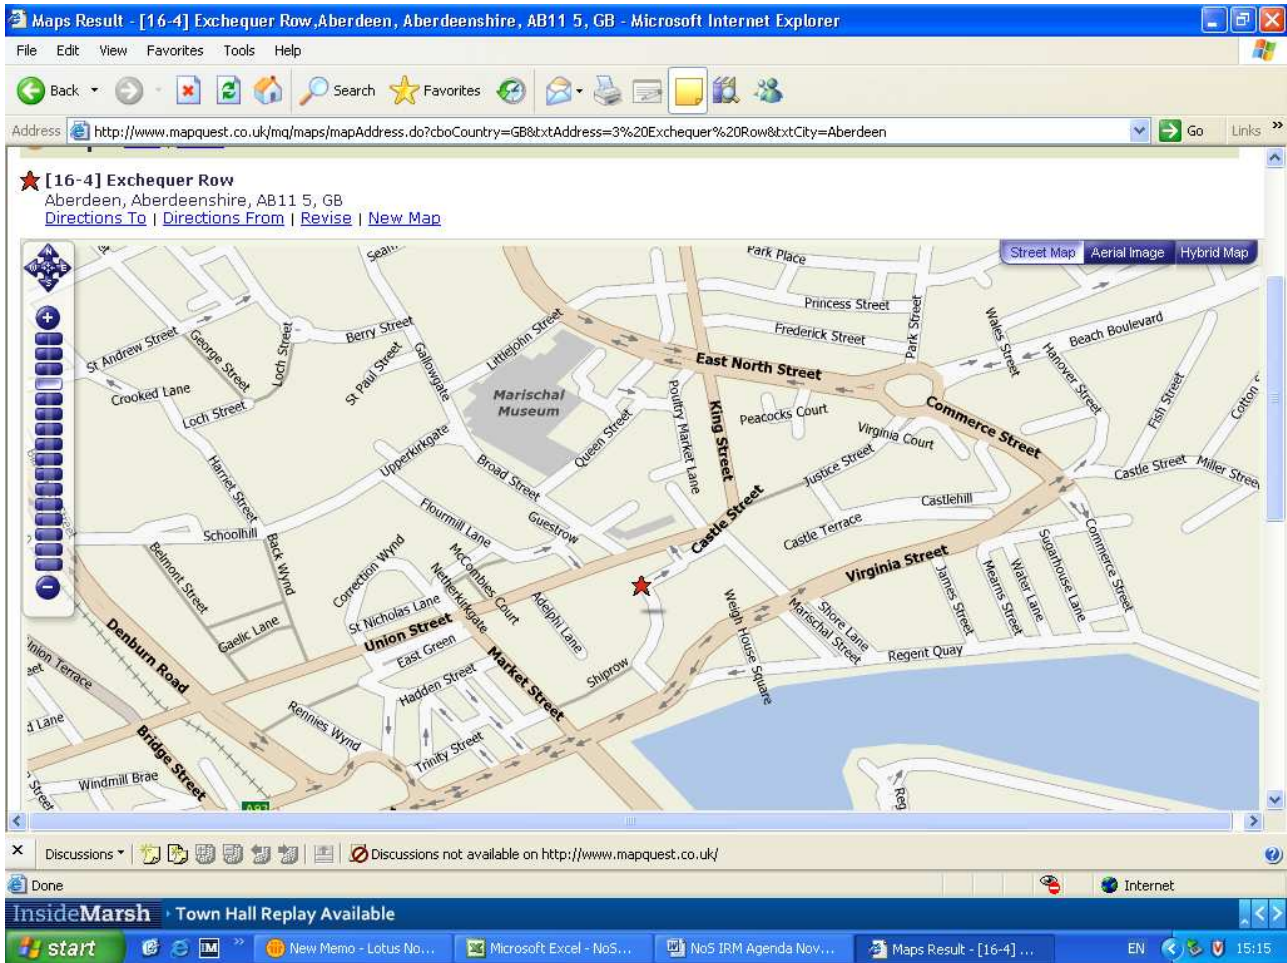 Maps Result - [16-4] Exchequer Row,Aberdeen, Aberdeenshire, AB11 5, GB - Microsoft Internet Explorer
File Edit View Favorites Tools Help
Back Search Favorites
Address http://www.mapquest.co.uk/mq/maps/mapAddress.do?cboCountry=GB&txtAddress=3%20Exchequer%20Row&txtCity=Aberdeen Go Links
[16-4] Exchequer Row
Aberdeen, Aberdeenshire, AB11 5, GB
Directions To | Directions From | Revise | New Map
Street Map Aerial Image Hybrid Map
N
W E
S
Park Place
Princess Street
Frederick Street
Park Street
Wales Street
Beach Boulevard
Hanover Street
Fish Street
Cotton
St Andrew Street
George Street
Loch Street
Berry Street
St Paul Street
Gallowgate
Littlejohn Street
East North Street
Crooked Lane
Loch Street
Marischal
Museum
Poultry Market Lane
King Street
Peacocks Court
Commerce Street
Virginia Court
Harriet Street
Upperkirkgate
Broad Street
Queen Street
Justice Street
Castle Street
Miller Street
Schoolhill
Flourmill Lane
Guestrow
Castle Street
Castlehill
Castle Terrace
Commerce Street
Belmont Street
Back Wynd
Correction Wynd
McCombies Court
Netherkirkgate
Virginia Street
Sugarhouse Lane
Water Lane
Mearns Street
James Street
St Nicholas Lane
Adelphi Lane
Weigh House Square
Marischal Street
Shore Lane
Gaelic Lane
Union Street
East Green
Regent Quay
Denburn Road
Union Terrace
Hadden Street
Market Street
Shiprow
Rennies Wynd
Trinity Street
Bridge Street
Windmill Brae
Reg
Discussions Discussions not available on http://www.mapquest.co.uk/
Done Internet
InsideMarsh Town Hall Replay Available
start IM New Memo - Lotus No... Microsoft Excel - NoS... NoS IRM Agenda Nov... Maps Result - [16-4] ... EN 15:15